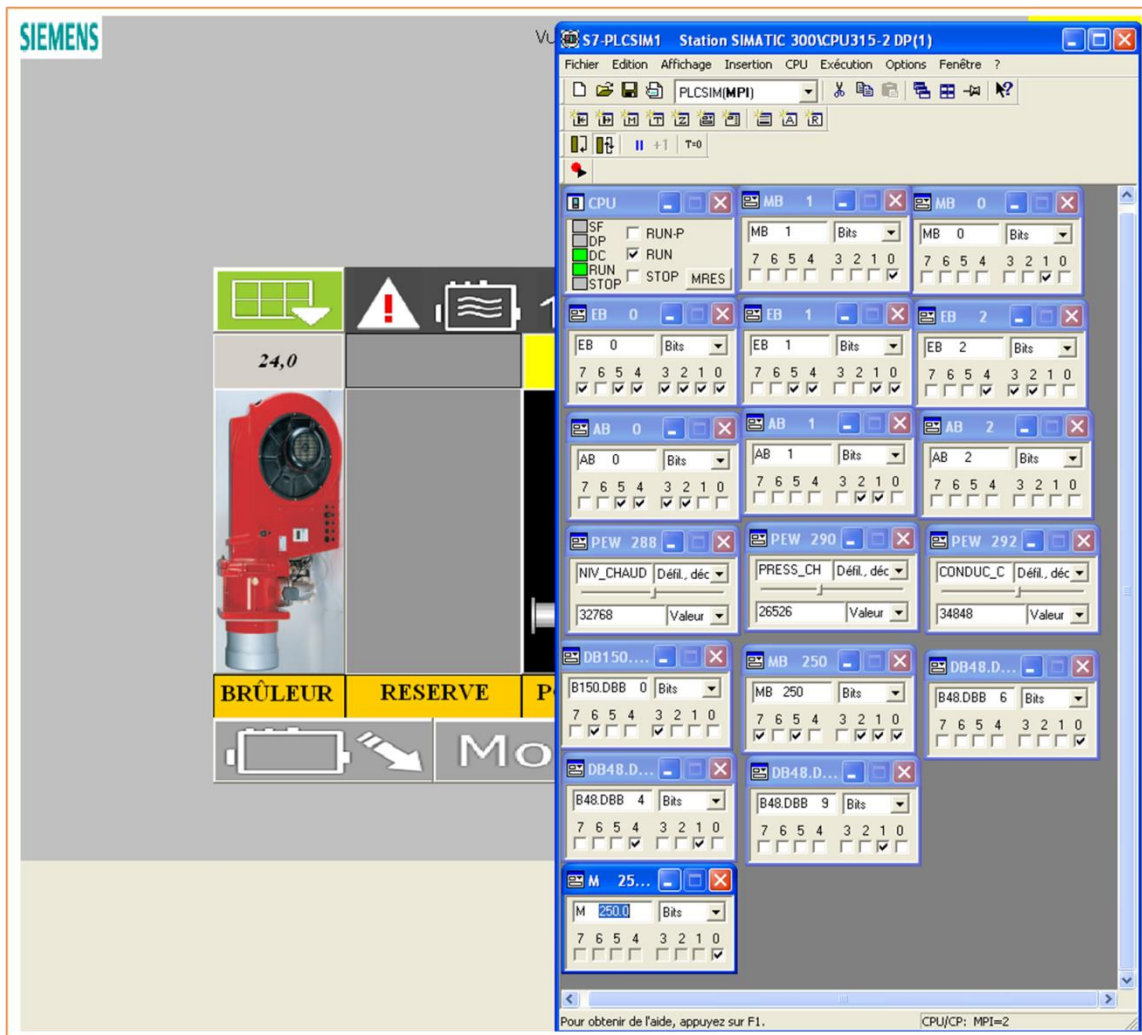 SIEMENS
Vu
S7-PLCSIM1 Station SIMATIC 300\CPU315-2 DP(1)
Fichier Edition Affichage Insertion CPU Exécution Options Fenêtre ?
PLCSIM(MPI)
+1 T=0
CPU
SF
DP
DC
RUN
STOP
RUN-P
RUN
STOP
MRES
MB 1
MB 1 Bits
7 6 5 4 3 2 1 0
MB 0
MB 0 Bits
7 6 5 4 3 2 1 0
EB 0
EB 0 Bits
7 6 5 4 3 2 1 0
EB 1
EB 1 Bits
7 6 5 4 3 2 1 0
EB 2
EB 2 Bits
7 6 5 4 3 2 1 0
24,0
AB 0
AB 0 Bits
7 6 5 4 3 2 1 0
AB 1
AB 1 Bits
7 6 5 4 3 2 1 0
AB 2
AB 2 Bits
7 6 5 4 3 2 1 0
PEW 288
NIV_CHAUD Défil., déc
32768 Valeur
PEW 290
PRESS_CH Défil., déc
26526 Valeur
PEW 292
CONDUC_C Défil., déc
34848 Valeur
DB150....
B150.DBB 0 Bits
7 6 5 4 3 2 1 0
MB 250
MB 250 Bits
7 6 5 4 3 2 1 0
DB48.D...
B48.DBB 6 Bits
7 6 5 4 3 2 1 0
BRÛLEUR RESERVE P
Mo
DB48.D...
B48.DBB 4 Bits
7 6 5 4 3 2 1 0
DB48.D...
B48.DBB 9 Bits
7 6 5 4 3 2 1 0
M 25...
M 250.0 Bits
7 6 5 4 3 2 1 0
Pour obtenir de l'aide, appuyez sur F1. CPU/CP: MPI=2